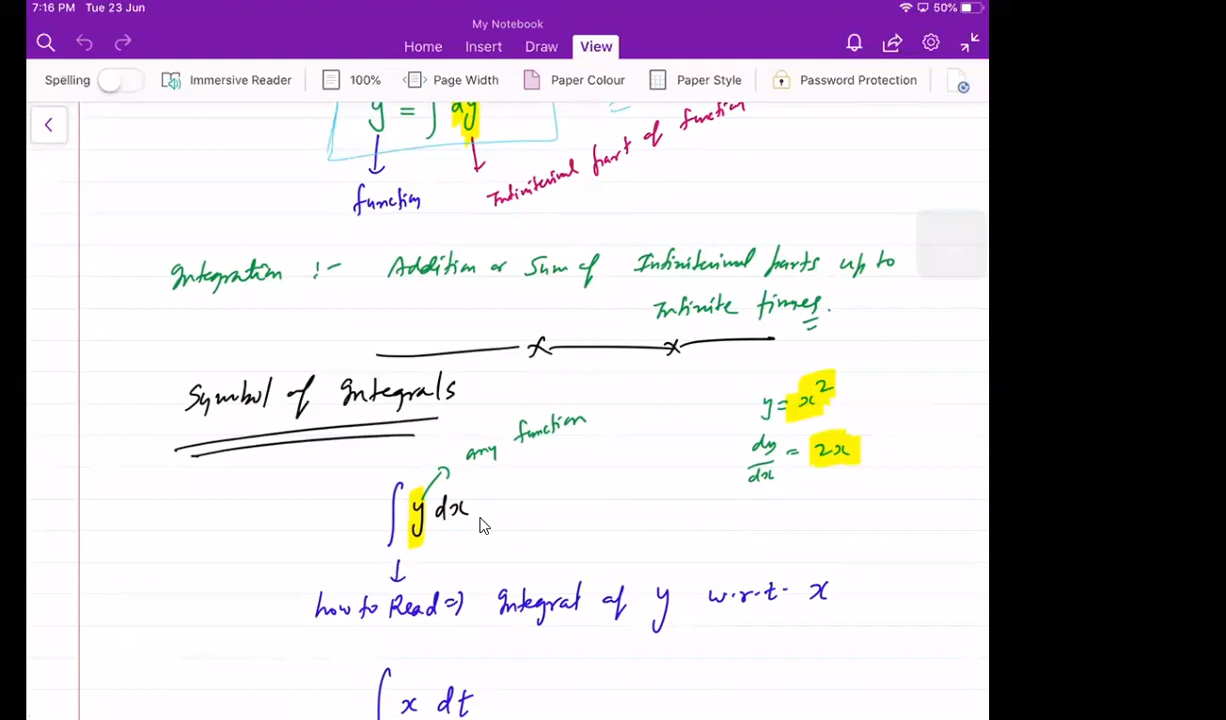 7:16 PM Tue 23 Jun
50%
My Notebook
Home Insert Draw View
Spelling Immersive Reader 100% Page Width Paper Colour Paper Style Password Protection
y = ∫ dy
function
Infinitesimal part of function
Integration :- Addition or Sum of Infinitesimal parts up to
Infinite times.
Symbol of Integrals
y = x²
any function
dy/dx = 2x
∫ y dx
how to Read ⇒ Integral of y w.r.t. x
∫ x dt